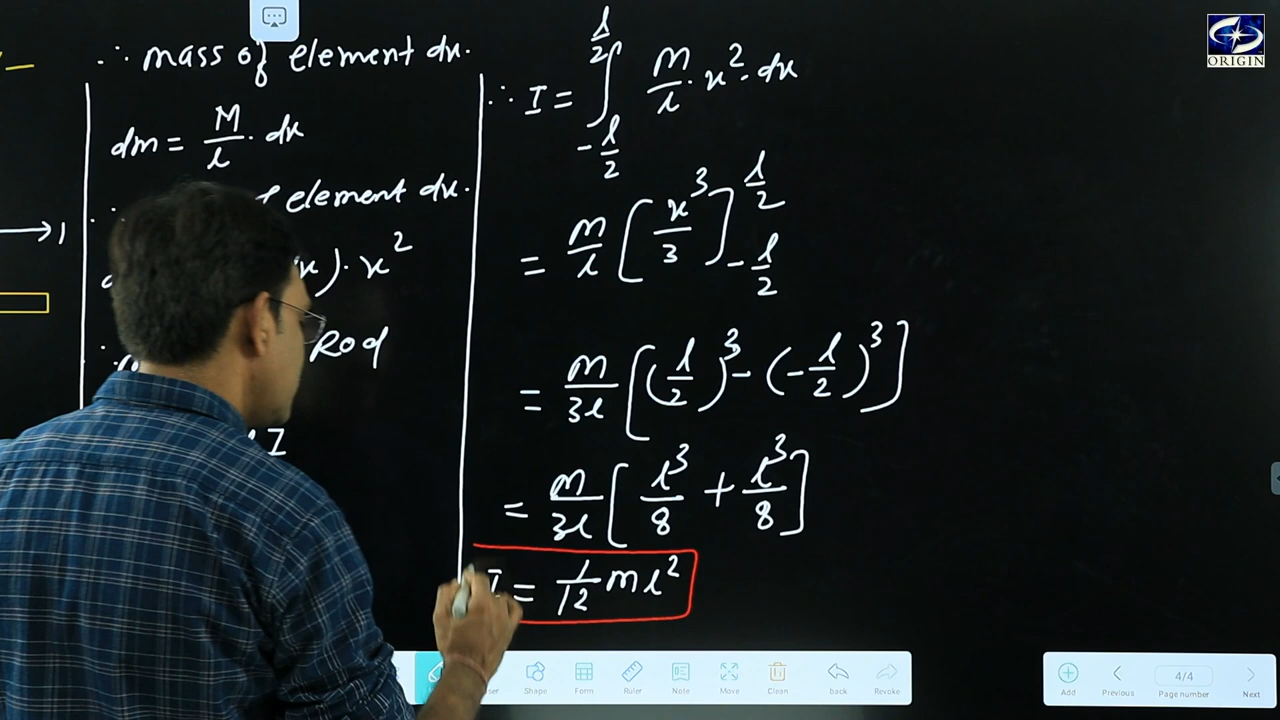 ∴ mass of element dx.
dm = M/l · dx
∴ element dx.
x) · x²
Rod
I
∴ I = ∫_{-l/2}^{l/2} m/l · x² · dx
= m/l [x³/3]_{-l/2}^{l/2}
= m/3l [(l/2)³ - (-l/2)³]
= m/3l [l³/8 + l³/8]
I = 1/12 ml²
ORIGIN
Shape
Form
Ruler
Note
Move
Clean
back
Revoke
Add
Previous
4/4
Page number
Next